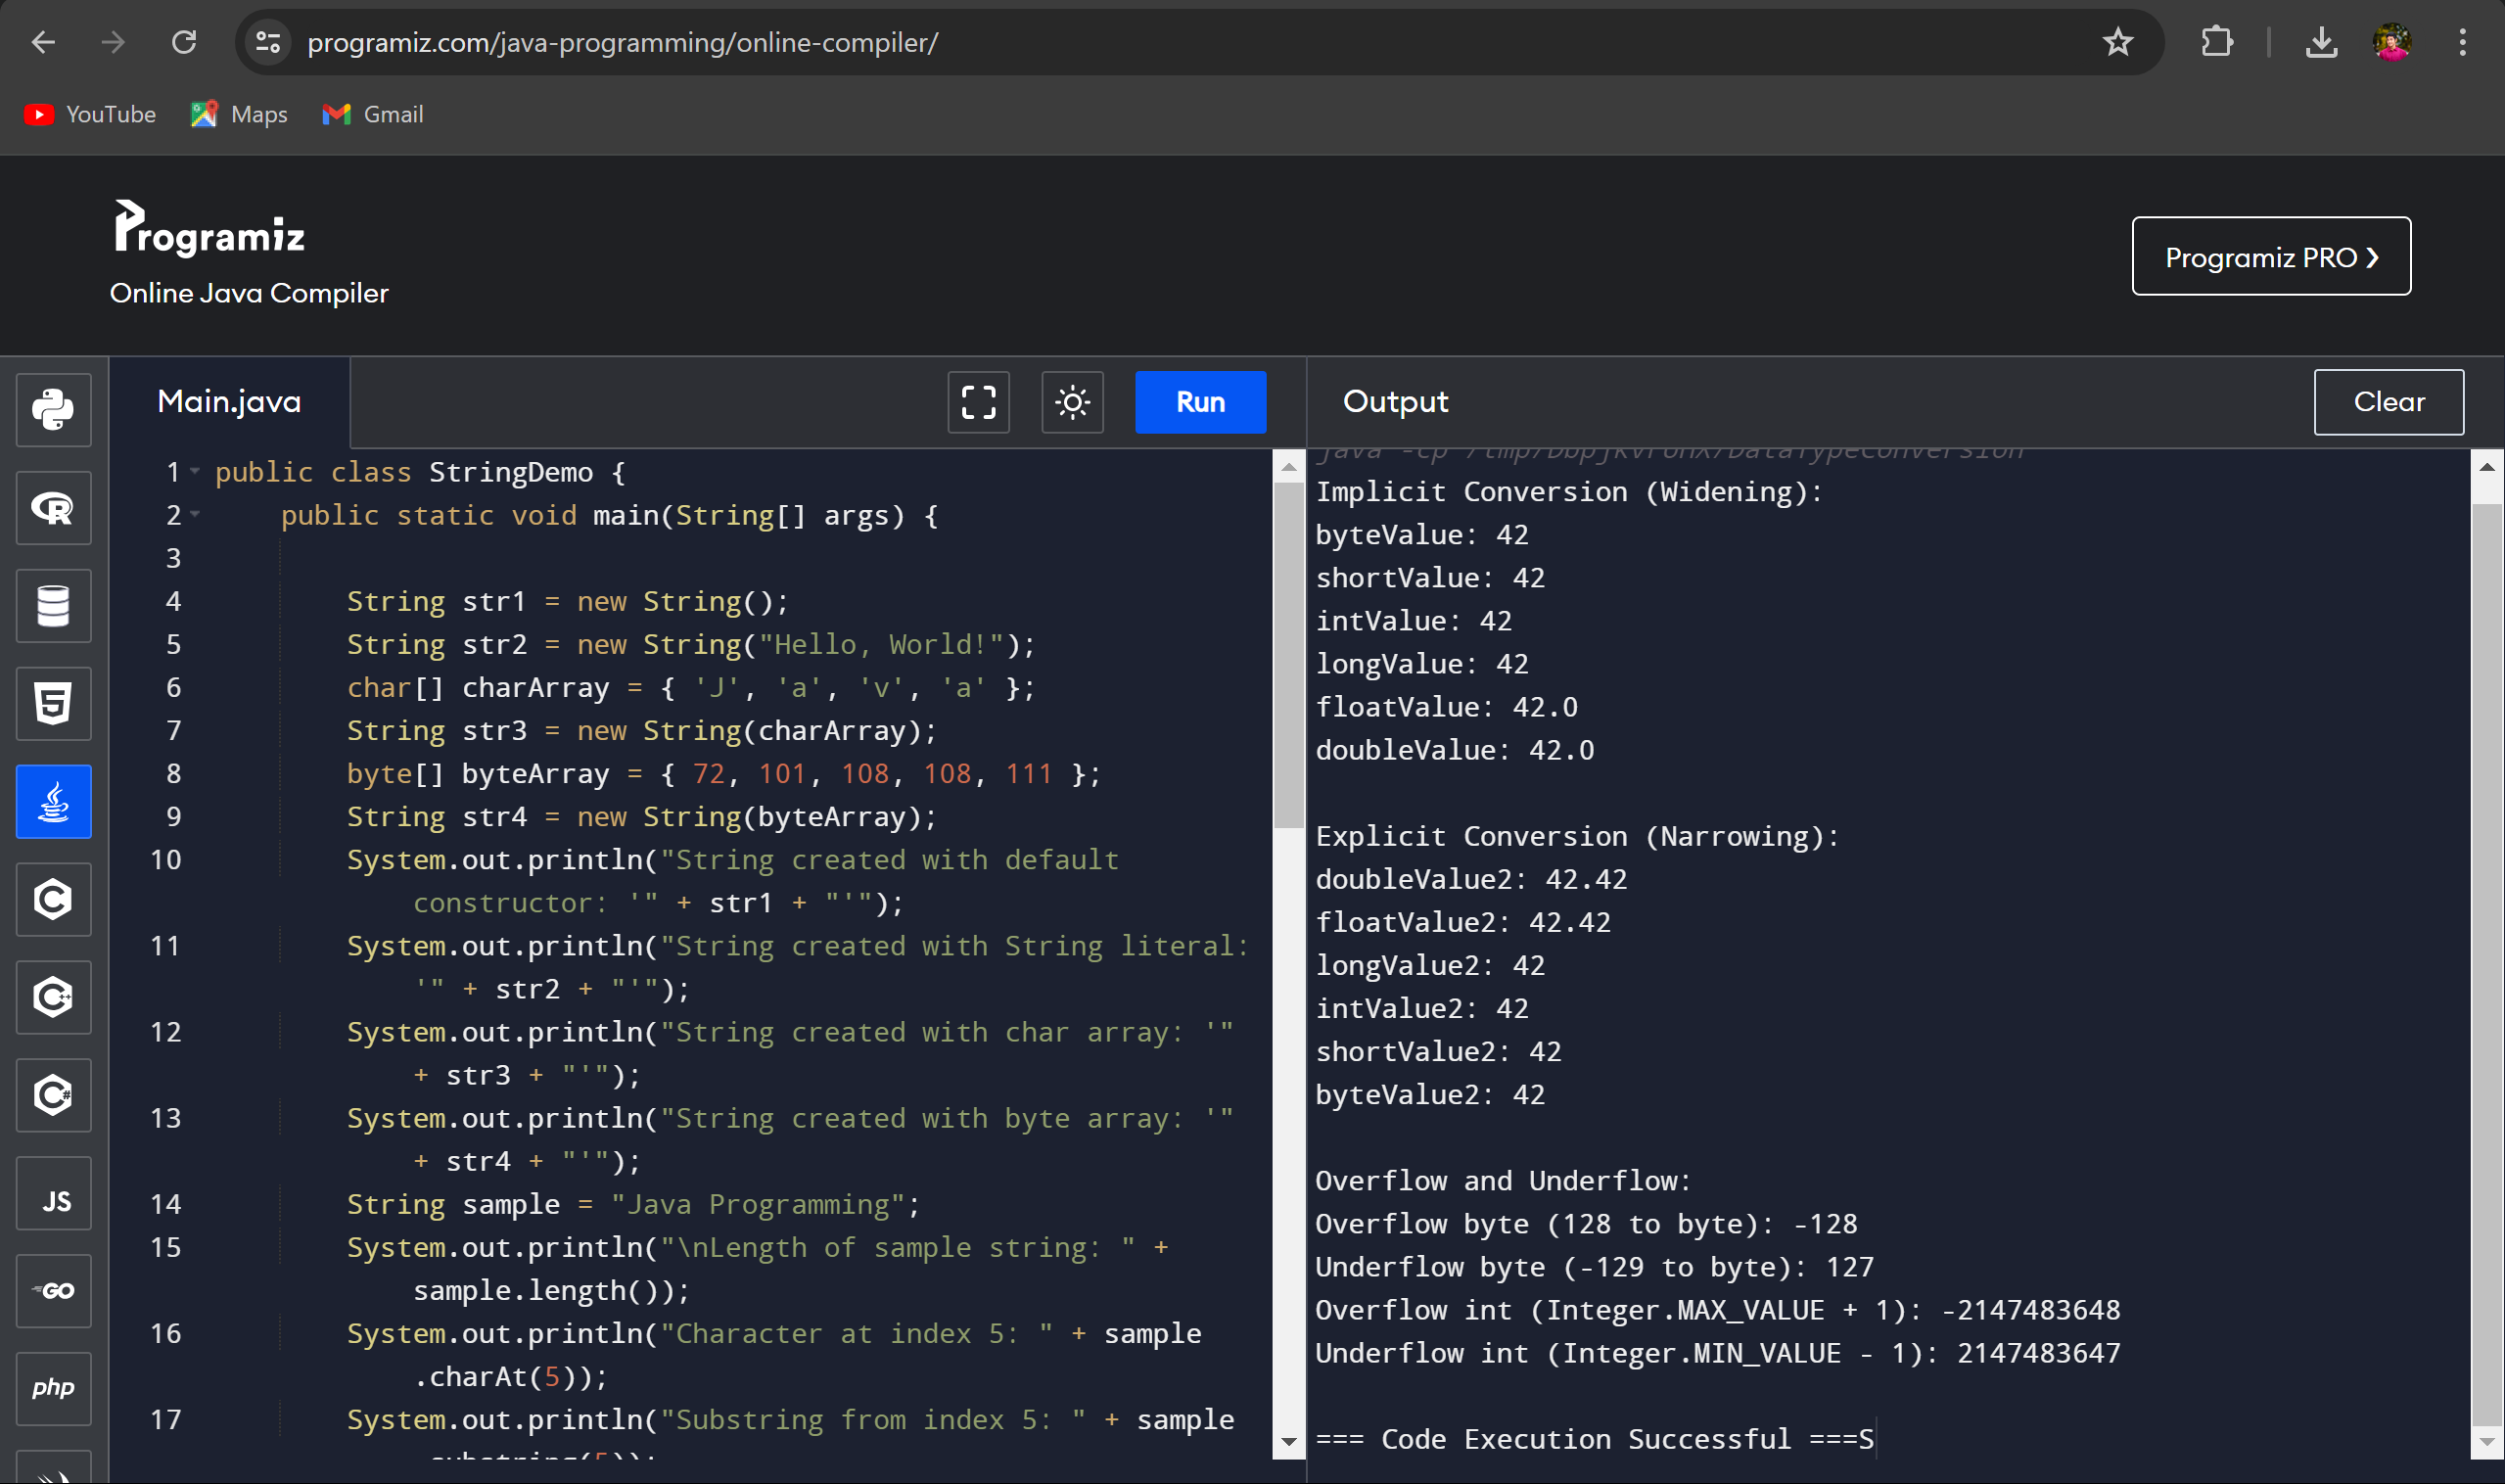 programiz.com/java-programming/online-compiler/
YouTube
Maps
Gmail
Programiz
Online Java Compiler
Programiz PRO ❯
Main.java
Run
Output
Clear
1 public class StringDemo {
2 public static void main(String[] args) {
3
4 String str1 = new String();
5 String str2 = new String("Hello, World!");
6 char[] charArray = { 'J', 'a', 'v', 'a' };
7 String str3 = new String(charArray);
8 byte[] byteArray = { 72, 101, 108, 108, 111 };
9 String str4 = new String(byteArray);
10 System.out.println("String created with default
constructor: '" + str1 + "'");
11 System.out.println("String created with String literal:
'" + str2 + "'");
12 System.out.println("String created with char array: '"
+ str3 + "'");
13 System.out.println("String created with byte array: '"
+ str4 + "'");
14 String sample = "Java Programming";
15 System.out.println("\nLength of sample string: " +
sample.length());
16 System.out.println("Character at index 5: " + sample
.charAt(5));
17 System.out.println("Substring from index 5: " + sample
.substring(5));
Implicit Conversion (Widening):
byteValue: 42
shortValue: 42
intValue: 42
longValue: 42
floatValue: 42.0
doubleValue: 42.0
Explicit Conversion (Narrowing):
doubleValue2: 42.42
floatValue2: 42.42
longValue2: 42
intValue2: 42
shortValue2: 42
byteValue2: 42
Overflow and Underflow:
Overflow byte (128 to byte): -128
Underflow byte (-129 to byte): 127
Overflow int (Integer.MAX_VALUE + 1): -2147483648
Underflow int (Integer.MIN_VALUE - 1): 2147483647
=== Code Execution Successful ===S
R
5
C
C++
C#
JS
GO
php